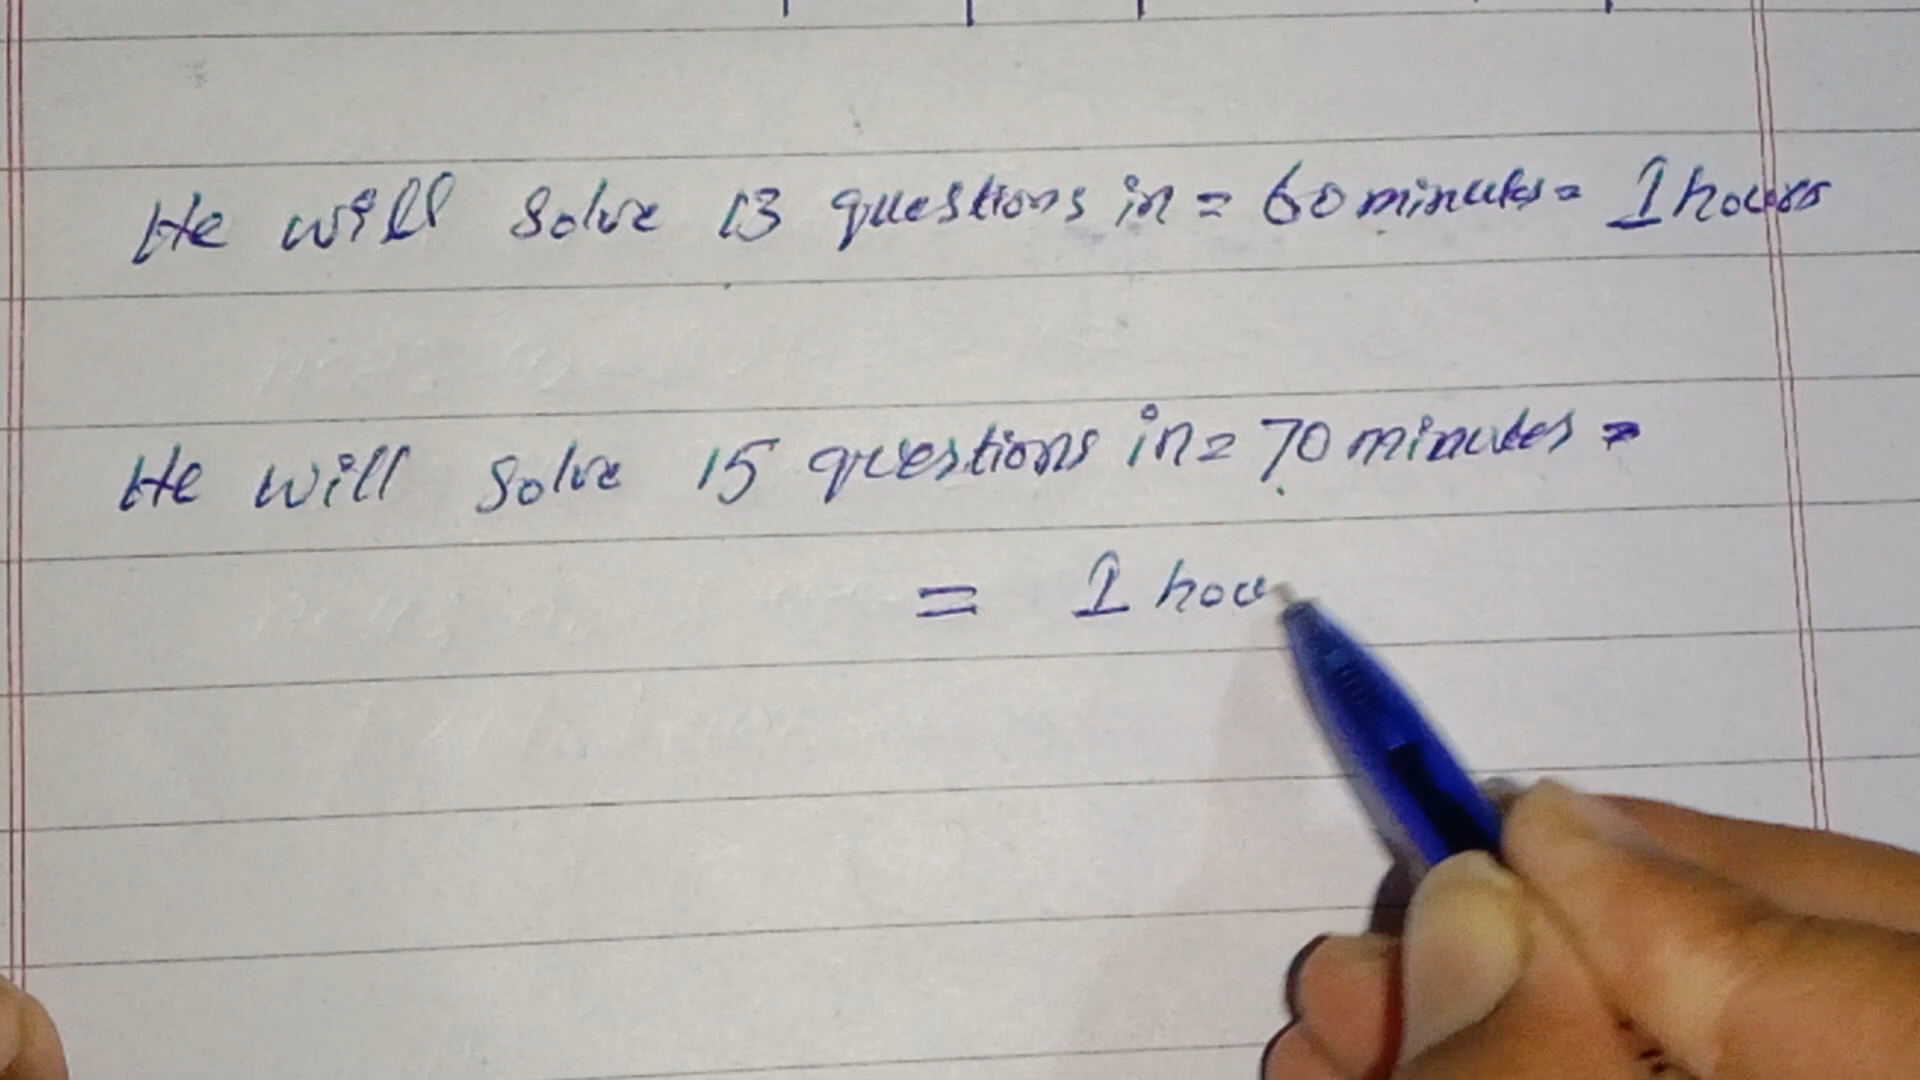 He will solve 13 questions in = 60 minutes = 1 hours
He will solve 15 questions in = 70 minutes =
= 1 hou